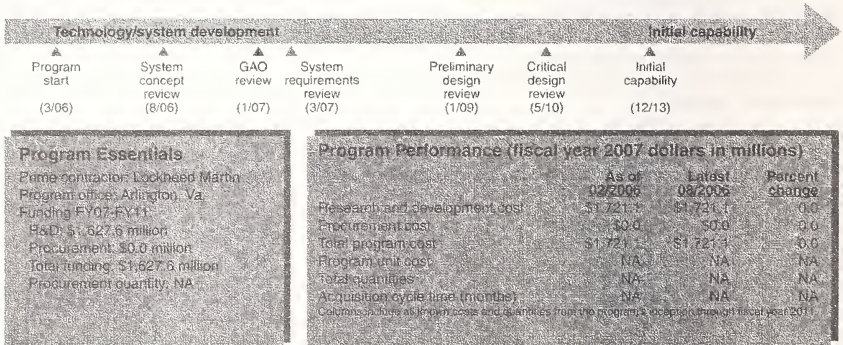 Technology/system development Initial capability
Program start (3/06)
System concept review (8/06)
GAO review (1/07)
System requirements review (3/07)
Preliminary design review (1/09)
Critical design review (5/10)
Initial capability (12/13)
Program Essentials
Prime contractor: Lockheed Martin
Program office: Arlington, Va.
Funding FY07-FY11:
R&D: $1,627.6 million
Procurement: $0.0 million
Total funding: $1,627.6 million
Procurement quantity: NA
Program Performance (fiscal year 2007 dollars in millions)
As of 02/2006 Latest 08/2006 Percent change
Research and development cost $1,721.1 $1,721.1 0.0
Procurement cost $0.0 $0.0 0.0
Total program cost $1,721.1 $1,721.1 0.0
Program unit cost NA NA NA
Total quantities NA NA NA
Acquisition cycle time (months) NA NA NA
Columns include all known costs and quantities from the program's inception through fiscal year 2011.